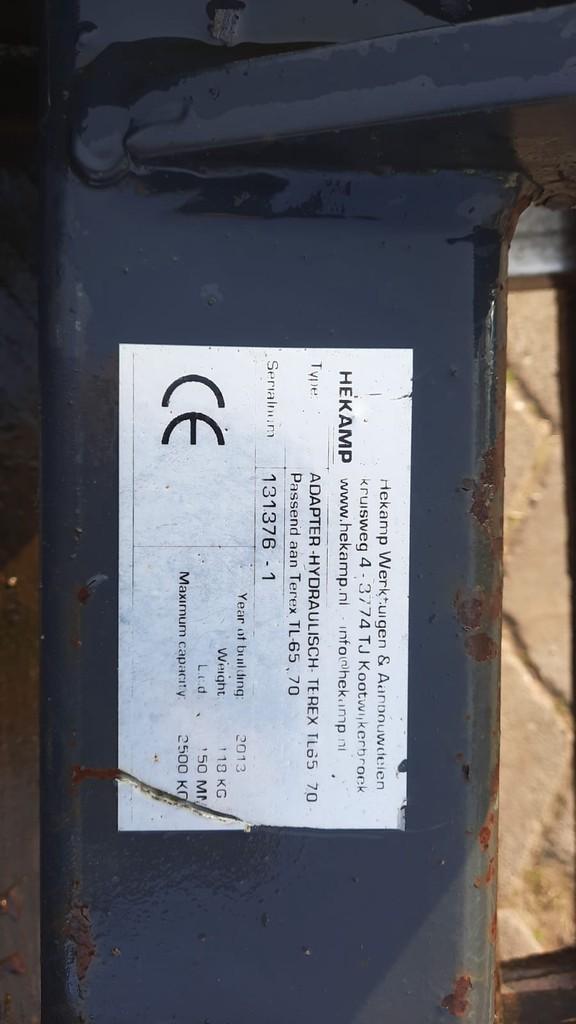 Hekamp Werktuigen & Aanbouwdelen
Kruisweg 4 - 3774 TJ Kootwijkerbroek
HEKAMP www.hekamp.nl - info@hekamp.nl
Type: ADAPTER-HYDRAULISCH- TEREX TL65 70
Passend aan Terex TL-65, 70
Serialnum 131376 - 1
Year of building: 2013
Weight: 118 KG
L.c.d. 150 MM
Maximum capacity: 2500 KG
CE